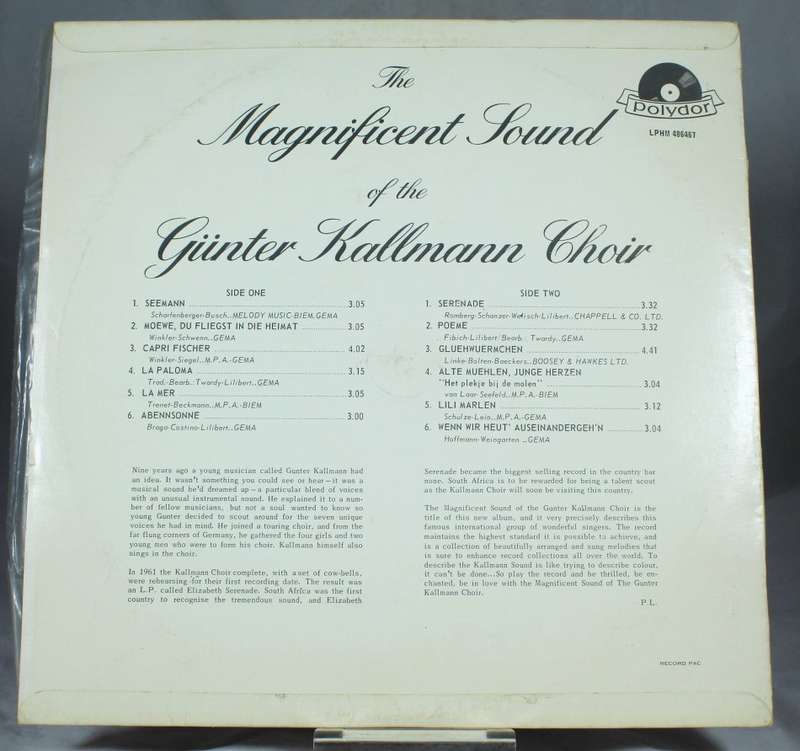 The
Magnificent Sound
of the
Günter Kallmann Choir
polydor
LPHM 486467
SIDE ONE
1. SEEMANN 3.05
Scharfenberger-Busch..MELODY MUSIC-BIEM.GEMA
2. MOEWE, DU FLIEGST IN DIE HEIMAT 3.05
Winkler-Schwenn..GEMA
3. CAPRI FISCHER 4.02
Winkler-Siegel..M.P.A.-GEMA
4. LA PALOMA 3.15
Trad.-Bearb..Twardy-Lilibert..GEMA
5. LA MER 3.05
Trenet-Beckmann..M.P.A.-BIEM
6. ABENNSONNE 3.00
Braga-Costino-Lilibert..GEMA
SIDE TWO
1. SERENADE 3.32
Romberg-Schanzer-Welisch-Lilibert..CHAPPELL & CO. LTD.
2. POEME 3.32
Fibich-Lilibert/Bearb.: Twardy..GEMA
3. GLUEHWUERMCHEN 4.41
Linke-Bolten-Baeckers..BOOSEY & HAWKES LTD.
4. ALTE MUEHLEN, JUNGE HERZEN
"Het plekje bij de molen" 3.04
van Laar-Seefeld..M.P.A.-BIEM
5. LILI MARLEN 3.12
Schulze-Leip..M.P.A.-GEMA
6. WENN WIR HEUT' AUSEINANDERGEH'N 3.04
Hoffmann-Weingarten ..GEMA
Nine years ago a young musician called Gunter Kallmann had
an idea. It wasn't something you could see or hear—it was a
musical sound he'd dreamed up—a particular blend of voices
with an unusual instrumental sound. He explained it to a num-
ber of fellow musicians, but not a soul wanted to know so
young Gunter decided to scout around for the seven unique
voices he had in mind. He joined a touring choir, and from the
far flung corners of Germany, he gathered the four girls and two
young men who were to form his choir. Kallmann himself also
sings in the choir.
In 1961 the Kallmann Choir complete, with a set of cow-bells,
were rehearsing for their first recording date. The result was
an L.P. called Elizabeth Serenade. South Africa was the first
country to recognise the tremendous sound, and Elizabeth
Serenade became the biggest selling record in the country bar
none. South Africa is to be rewarded for being a talent scout
as the Kallmann Choir will soon be visiting this country.
The Magnificent Sound of the Gunter Kallmann Choir is the
title of this new album, and it very precisely describes this
famous international group of wonderful singers. The record
maintains the highest standard it is possible to achieve, and
is a collection of beautifully arranged and sung melodies that
is sure to enhance record collections all over the world. To
describe the Kallmann Sound is like trying to describe colour,
it can't be done...So play the record and be thrilled, be en-
chanted, be in love with the Magnificent Sound of The Gunter
Kallmann Choir.
P.L.
RECORD PAC